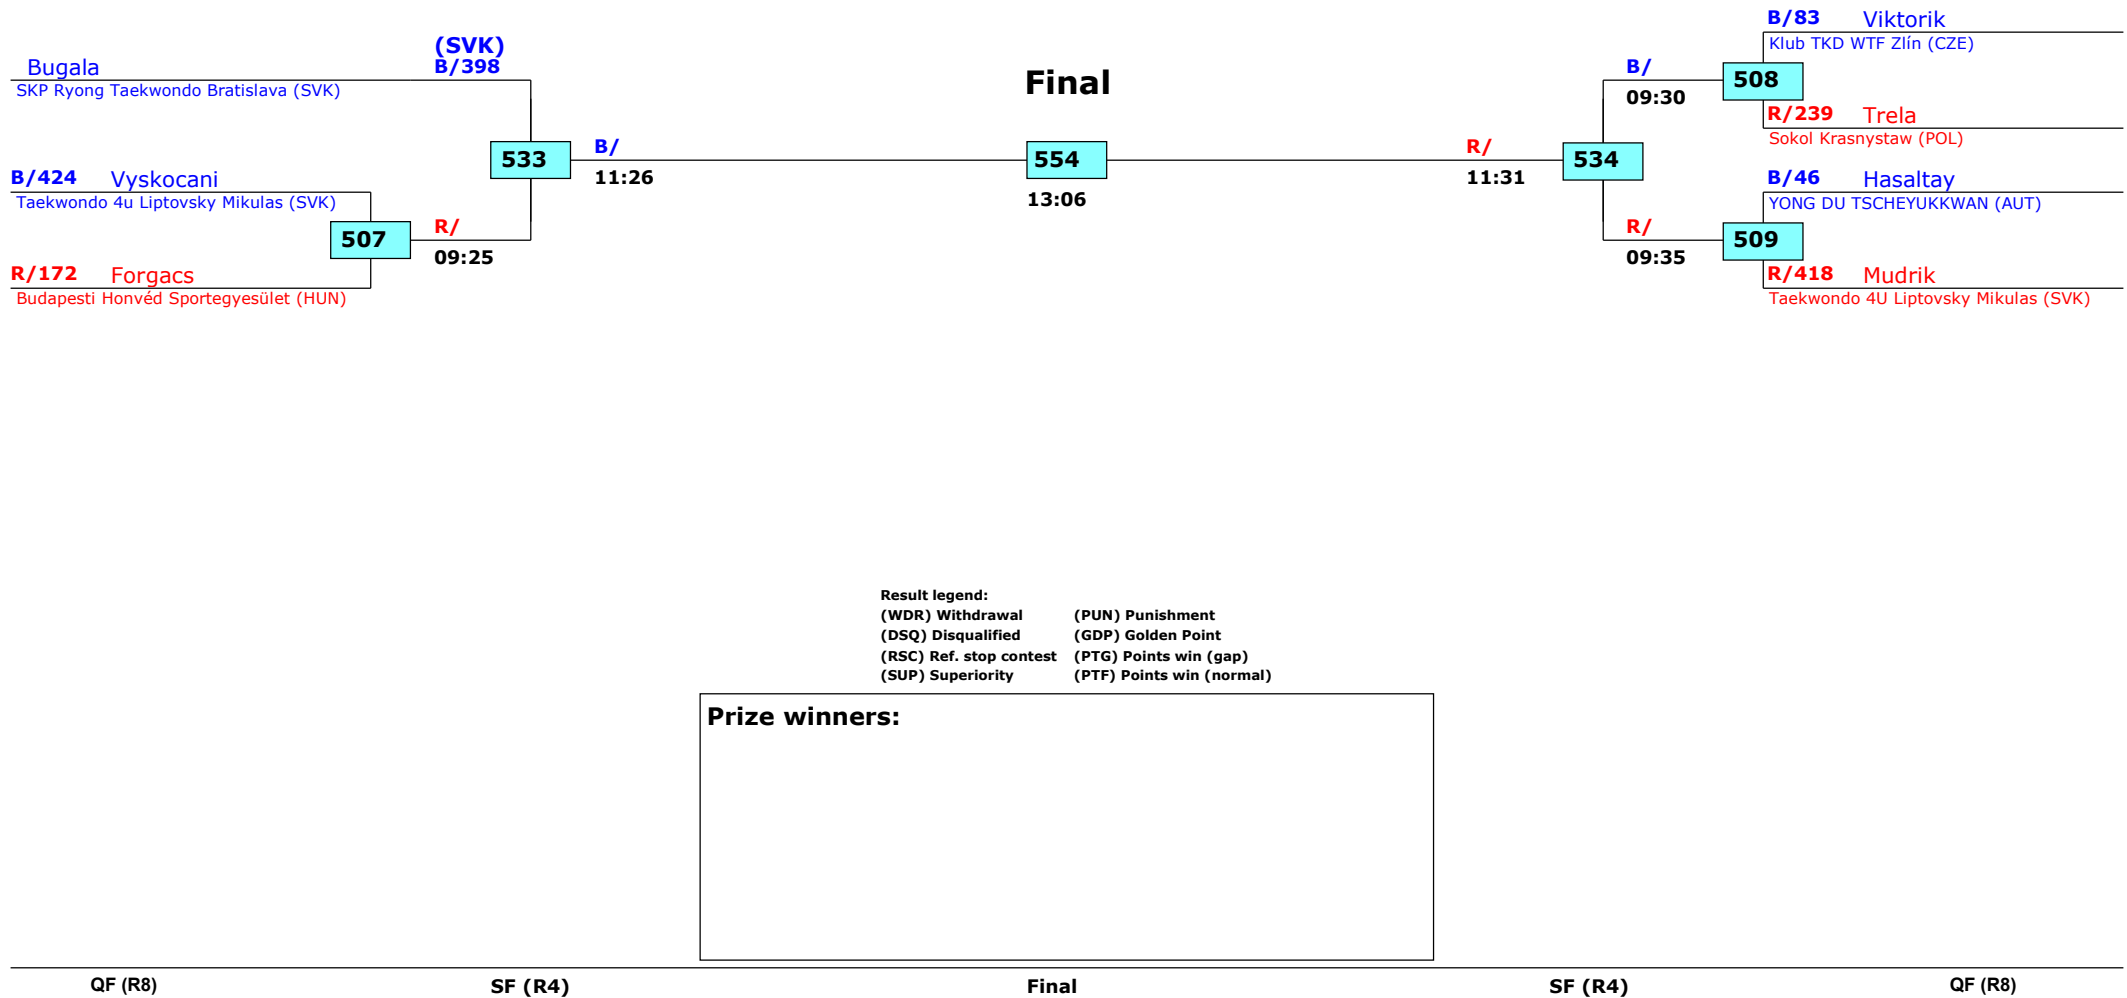 (SVK)
Bugala B/398
SKP Ryong Taekwondo Bratislava (SVK)
533
B/
11:26
B/424 Vyskocani
Taekwondo 4u Liptovsky Mikulas (SVK)
507
R/
09:25
R/172 Forgacs
Budapesti Honvéd Sportegyesület (HUN)
Final
554
13:06
B/83 Viktorik
Klub TKD WTF Zlín (CZE)
B/
508
09:30
R/239 Trela
Sokol Krasnystaw (POL)
R/
534
11:31
B/46 Hasaltay
YONG DU TSCHEYUKKWAN (AUT)
R/
509
09:35
R/418 Mudrik
Taekwondo 4U Liptovsky Mikulas (SVK)
Result legend:
(WDR) Withdrawal (PUN) Punishment
(DSQ) Disqualified (GDP) Golden Point
(RSC) Ref. stop contest (PTG) Points win (gap)
(SUP) Superiority (PTF) Points win (normal)
Prize winners:
QF (R8) SF (R4) Final SF (R4) QF (R8)